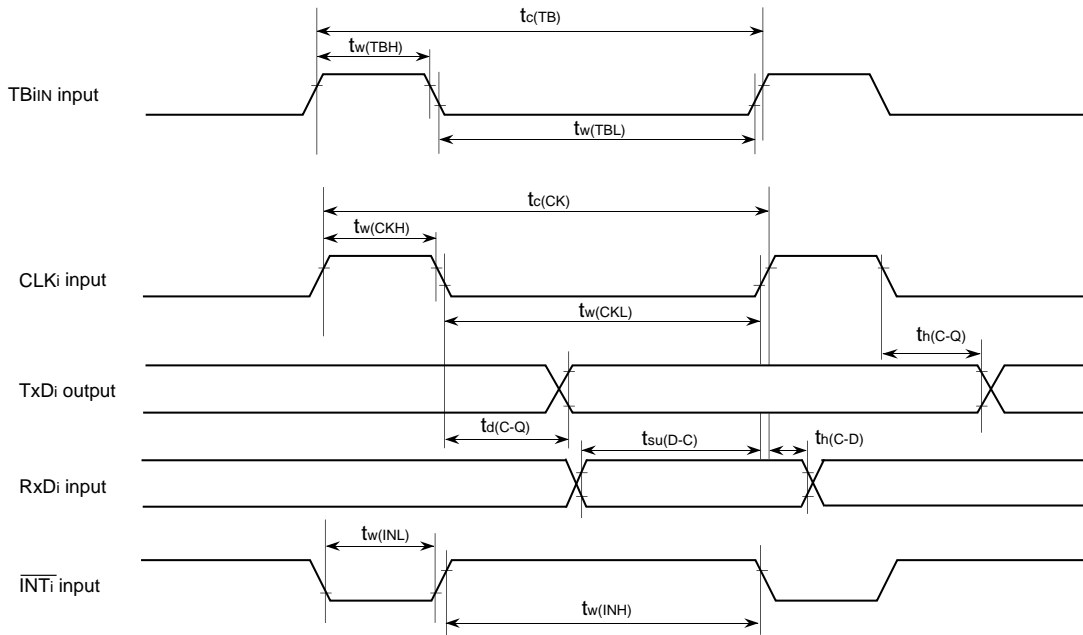 tc(TB)
tw(TBH)
TBiIN input
tw(TBL)
tc(CK)
tw(CKH)
CLKi input
tw(CKL)
th(C-Q)
TxDi output
td(C-Q)
tsu(D-C)
th(C-D)
RxDi input
tw(INL)
INTi input
tw(INH)